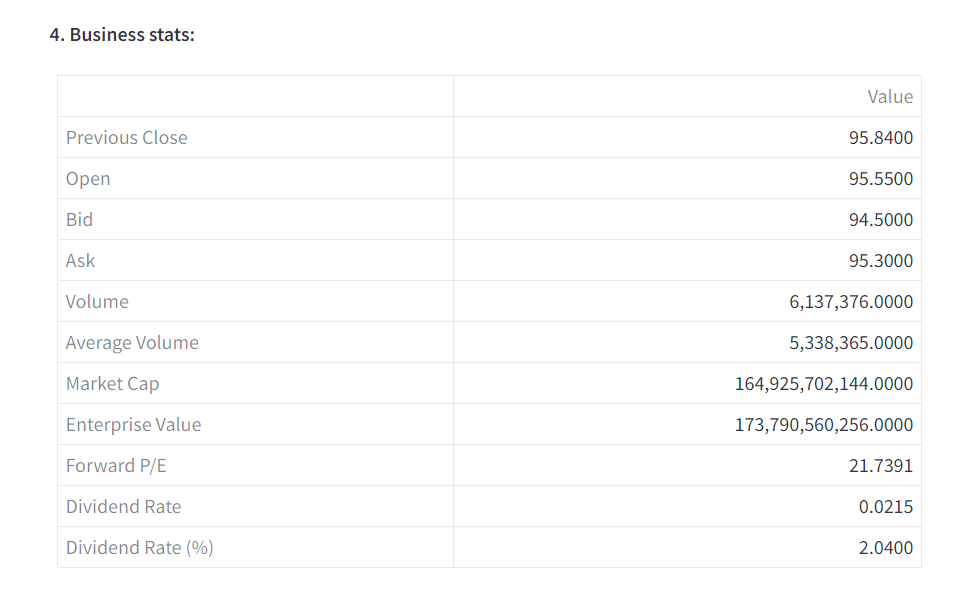 4. Business stats:
Value
Previous Close 95.8400
Open 95.5500
Bid 94.5000
Ask 95.3000
Volume 6,137,376.0000
Average Volume 5,338,365.0000
Market Cap 164,925,702,144.0000
Enterprise Value 173,790,560,256.0000
Forward P/E 21.7391
Dividend Rate 0.0215
Dividend Rate (%) 2.0400